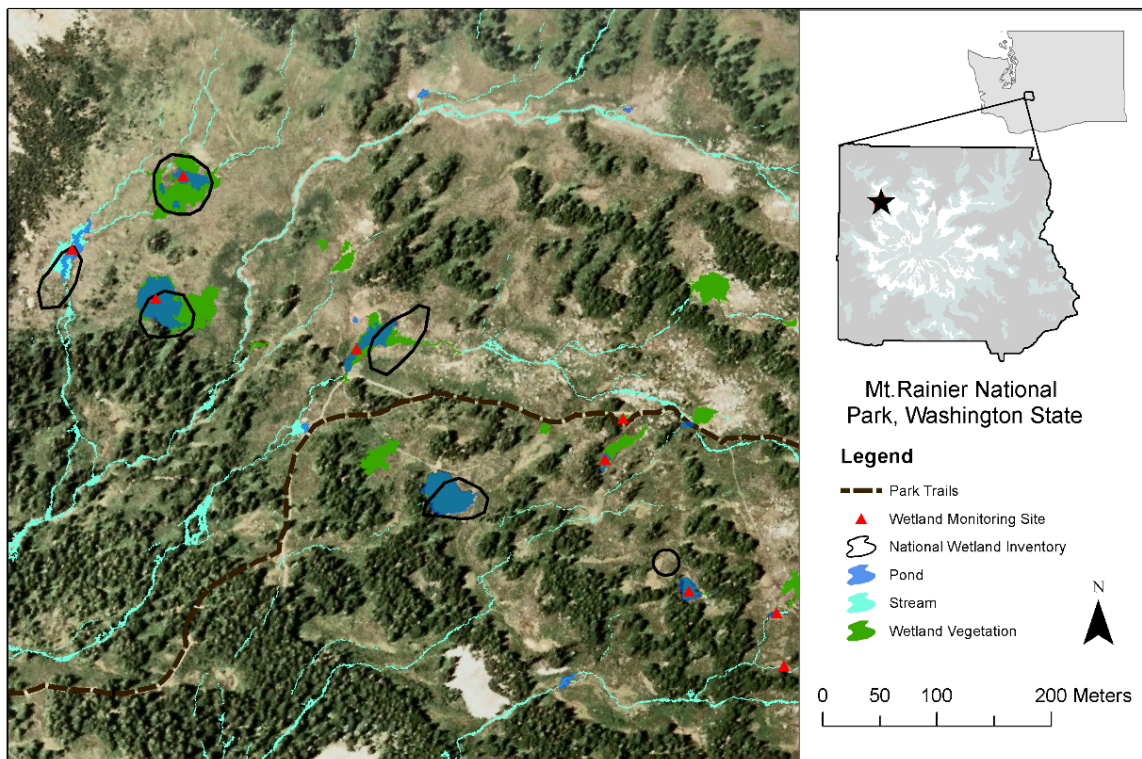 Mt.Rainier National
Park, Washington State
Legend
Park Trails
Wetland Monitoring Site
National Wetland Inventory
Pond
Stream
Wetland Vegetation
N
0 50 100 200 Meters